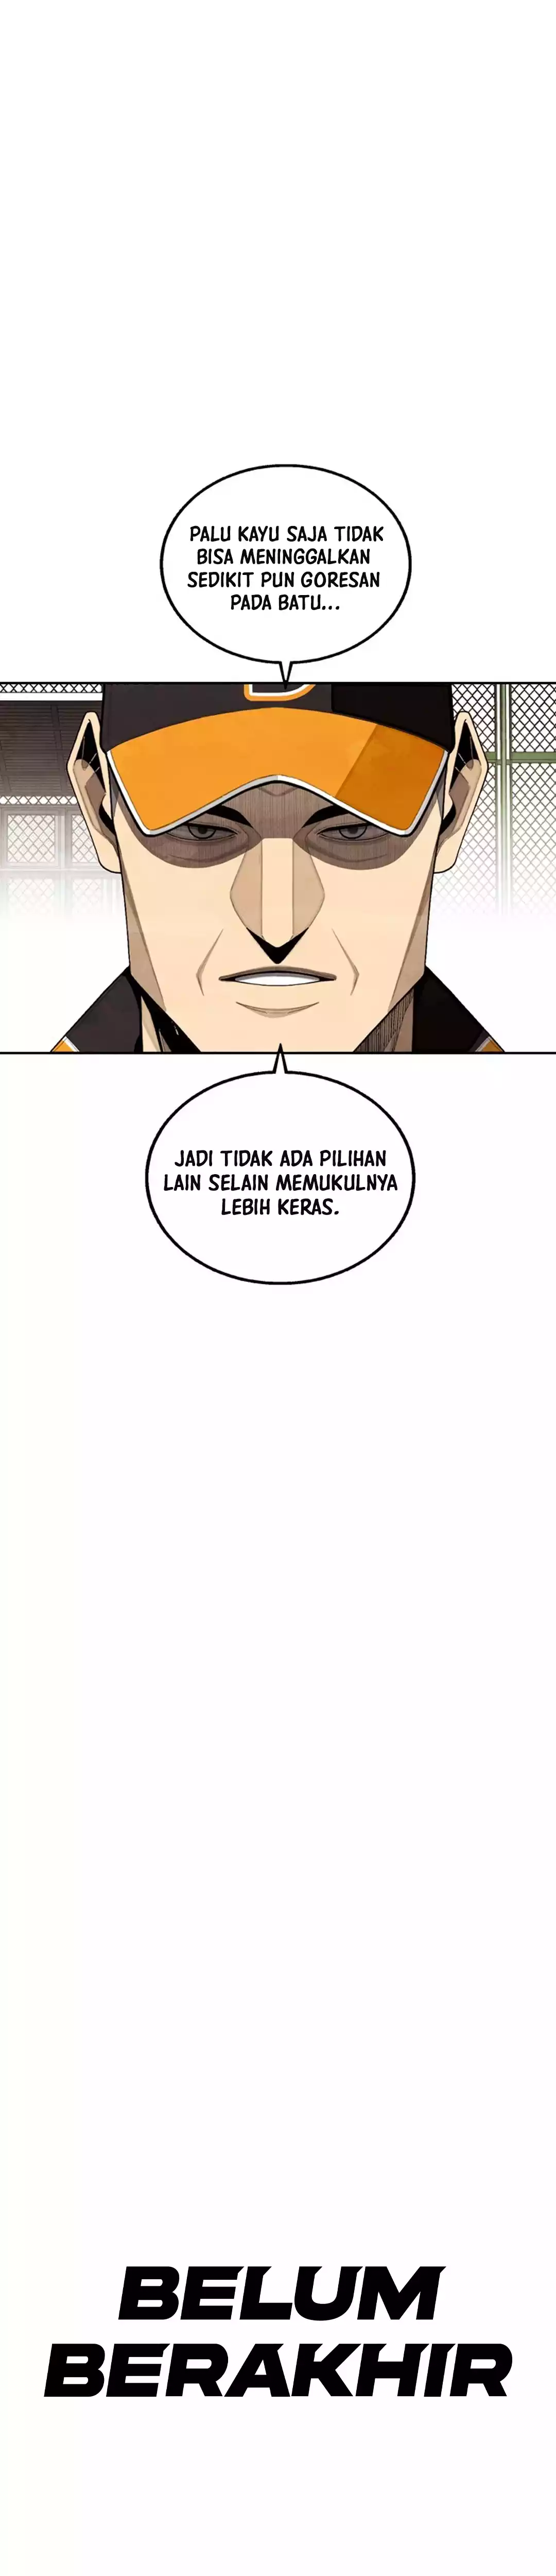 PALU KAYU SAJA TIDAK
BISA MENINGGALKAN
SEDIKIT PUN GORESAN
PADA BATU...
JADI TIDAK ADA PILIHAN
LAIN SELAIN MEMUKULNYA
LEBIH KERAS.
BELUM
BERAKHIR